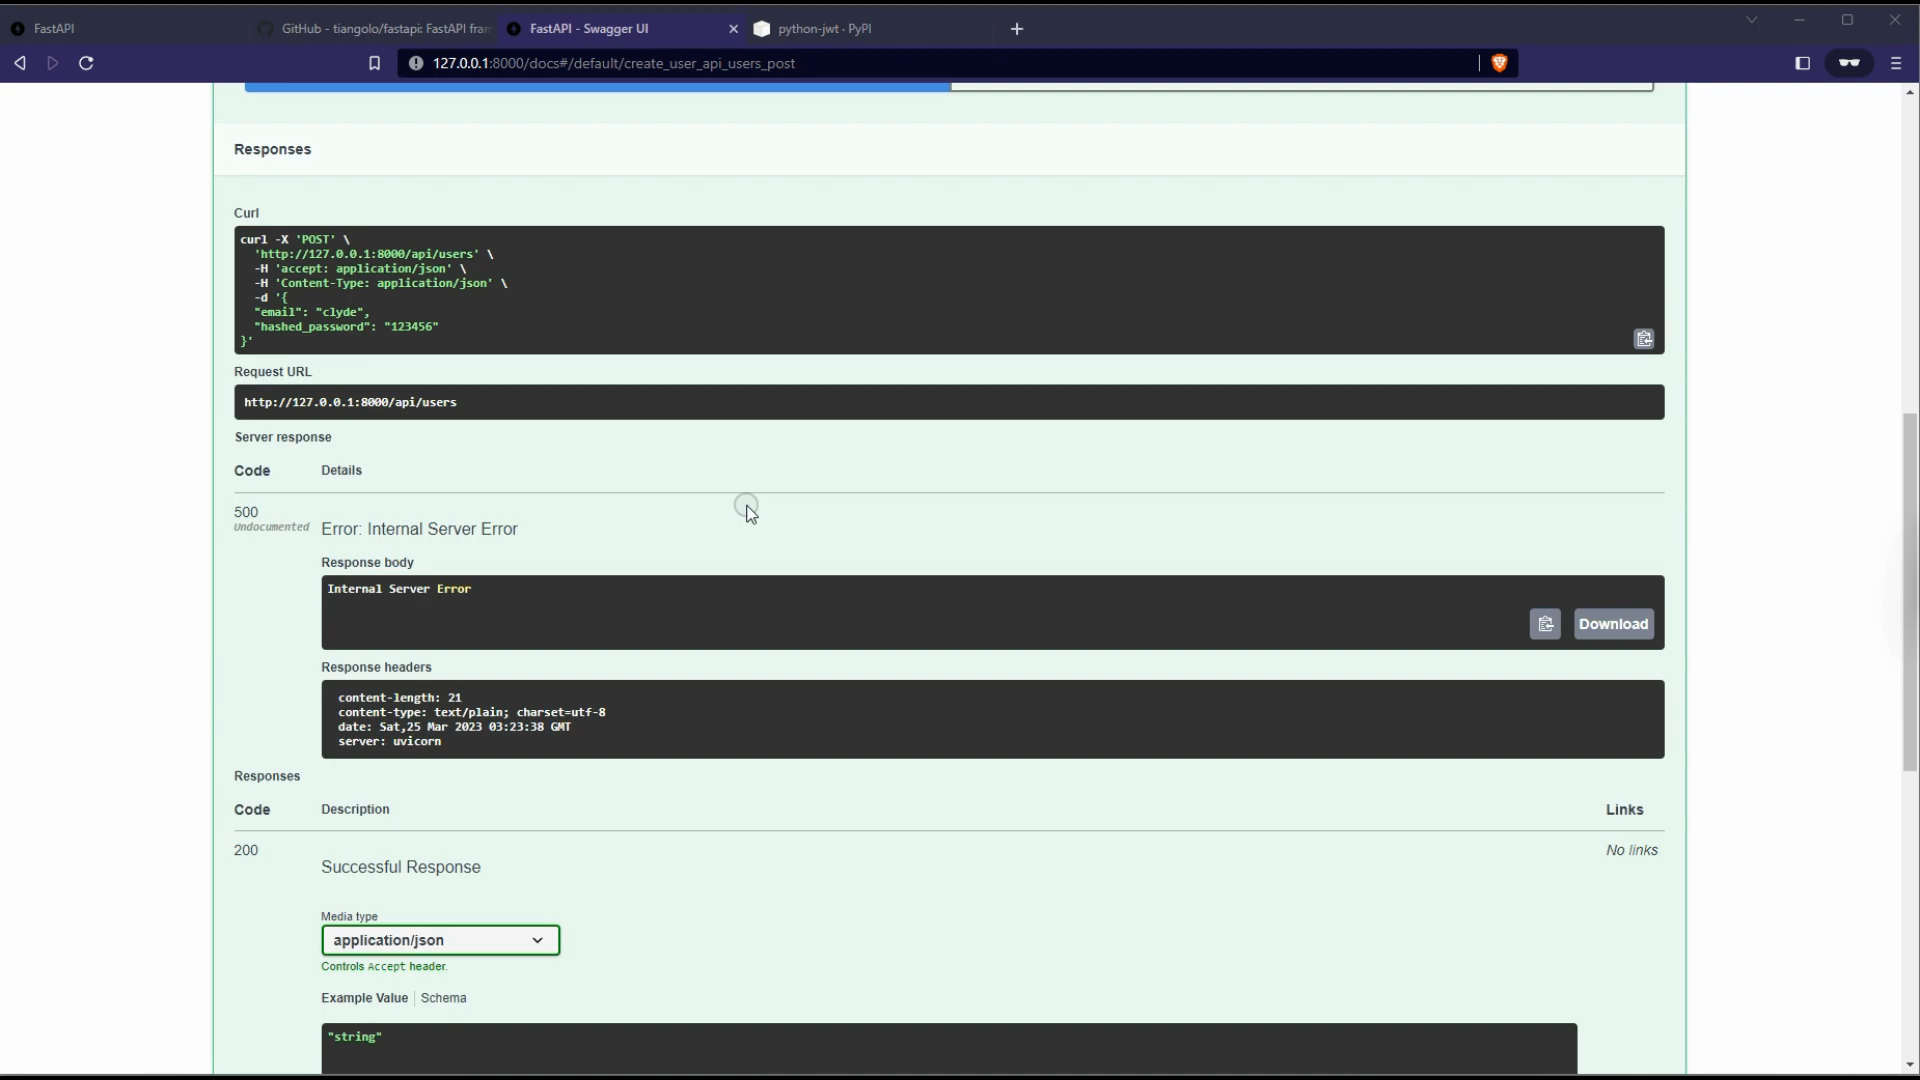 FastAPI
GitHub - tiangolo/fastapi: FastAPI fram
FastAPI - Swagger UI
python-jwt · PyPI
127.0.0.1:8000/docs#/default/create_user_api_users_post
Responses
Curl
curl -X 'POST' \
'http://127.0.0.1:8000/api/users' \
-H 'accept: application/json' \
-H 'Content-Type: application/json' \
-d '{
"email": "clyde",
"hashed_password": "123456"
}'
Request URL
http://127.0.0.1:8000/api/users
Server response
Code Details
500
Undocumented
Error: Internal Server Error
Response body
Internal Server Error
Download
Response headers
content-length: 21
content-type: text/plain; charset=utf-8
date: Sat,25 Mar 2023 03:23:38 GMT
server: uvicorn
Responses
Code Description Links
200 No links
Successful Response
Media type
application/json
Controls Accept header.
Example Value Schema
"string"